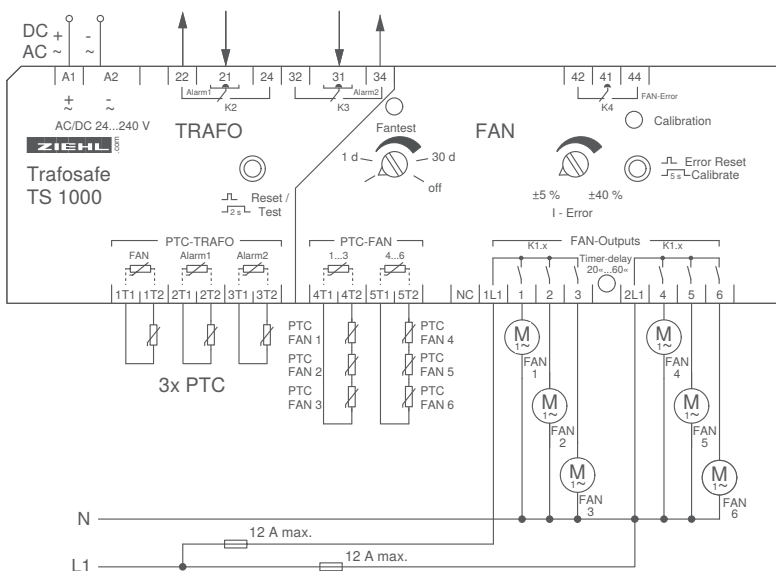 DC + -
AC ~ ~
A1 A2 22 21 24 32 31 34 42 41 44
Alarm1 K2 K3 Alarm2 K4 FAN-Error
+ -
~ ~
AC/DC 24...240 V
TRAFO
FAN
Calibration
ZIEHL
.com
Trafosafe
TS 1000
Fantest
1 d 30 d
off
Reset /
2 s Test
±5 % ±40 %
I - Error
Error Reset
5 s Calibrate
PTC-TRAFO
FAN Alarm1 Alarm2
PTC-FAN
1...3 4...6
K1.x FAN-Outputs K1.x
Timer-delay
20«...60«
1T1 1T2 2T1 2T2 3T1 3T2 4T1 4T2 5T1 5T2 NC 1L1 1 2 3 2L1 4 5 6
3x PTC
PTC
FAN 1
PTC
FAN 2
PTC
FAN 3
PTC
FAN 4
PTC
FAN 5
PTC
FAN 6
M
1~
FAN
1
M
1~
FAN
2
M
1~
FAN
3
M
1~
FAN
4
M
1~
FAN
5
M
1~
FAN
6
N
12 A max.
L1
12 A max.